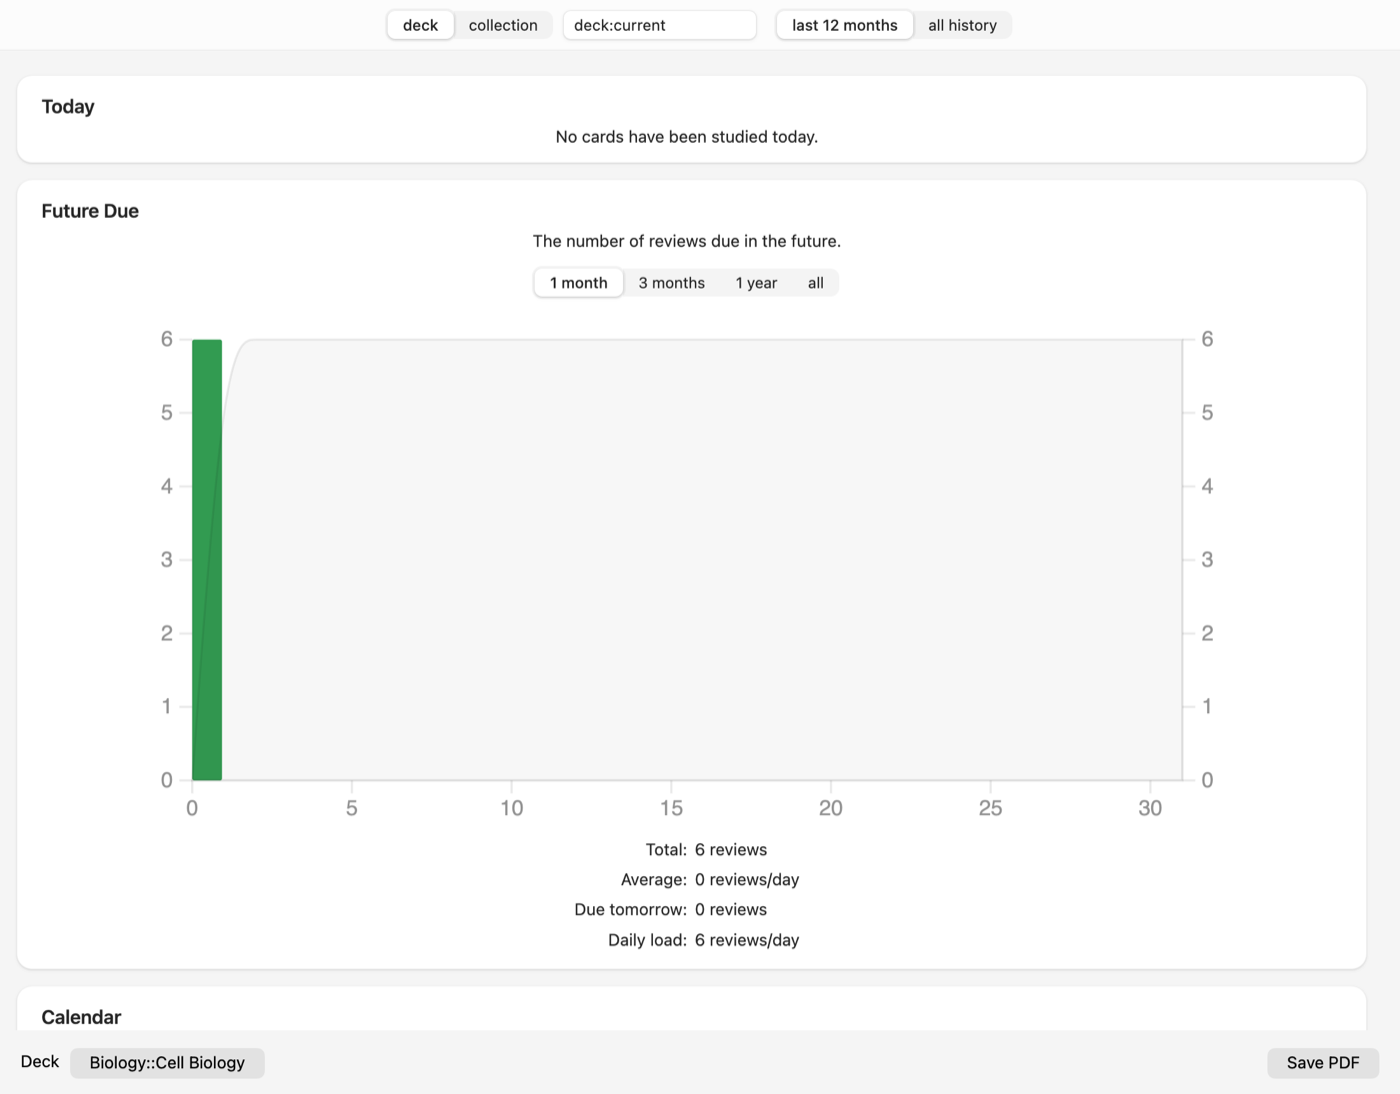 deck collection deck:current last 12 months all history
Today
No cards have been studied today.
Future Due
The number of reviews due in the future.
1 month 3 months 1 year all
6 6
5 5
4 4
3 3
2 2
1 1
0 0
0 5 10 15 20 25 30
Total: 6 reviews
Average: 0 reviews/day
Due tomorrow: 0 reviews
Daily load: 6 reviews/day
Calendar
Deck Biology::Cell Biology Save PDF